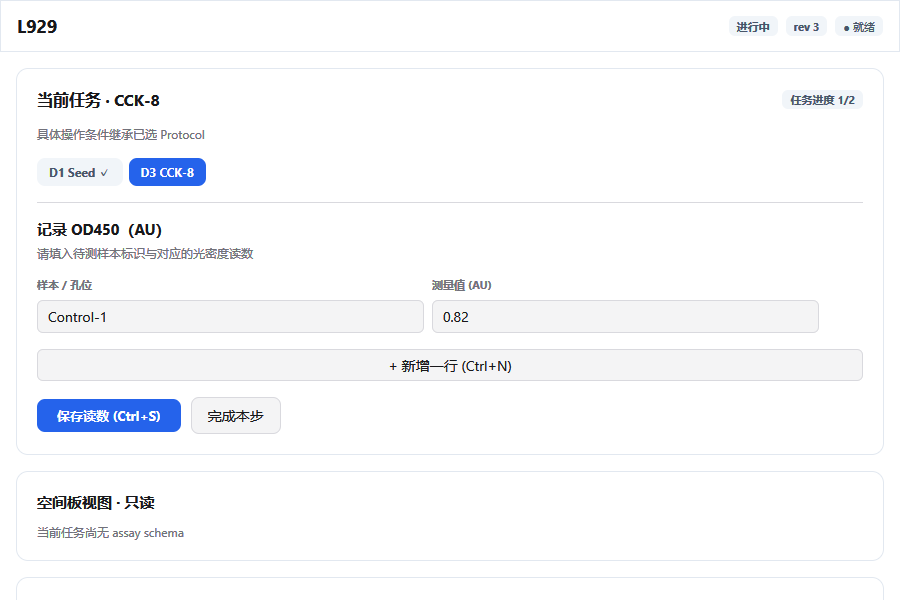 L929
进行中 rev 3 ● 就绪
当前任务 · CCK-8
任务进度 1/2
具体操作条件继承已选 Protocol
D1 Seed ✓ D3 CCK-8
记录 OD450（AU）
请填入待测样本标识与对应的光密度读数
样本 / 孔位 测量值 (AU)
Control-1 0.82
+ 新增一行 (Ctrl+N)
保存读数 (Ctrl+S) 完成本步
空间板视图 · 只读
当前任务尚无 assay schema